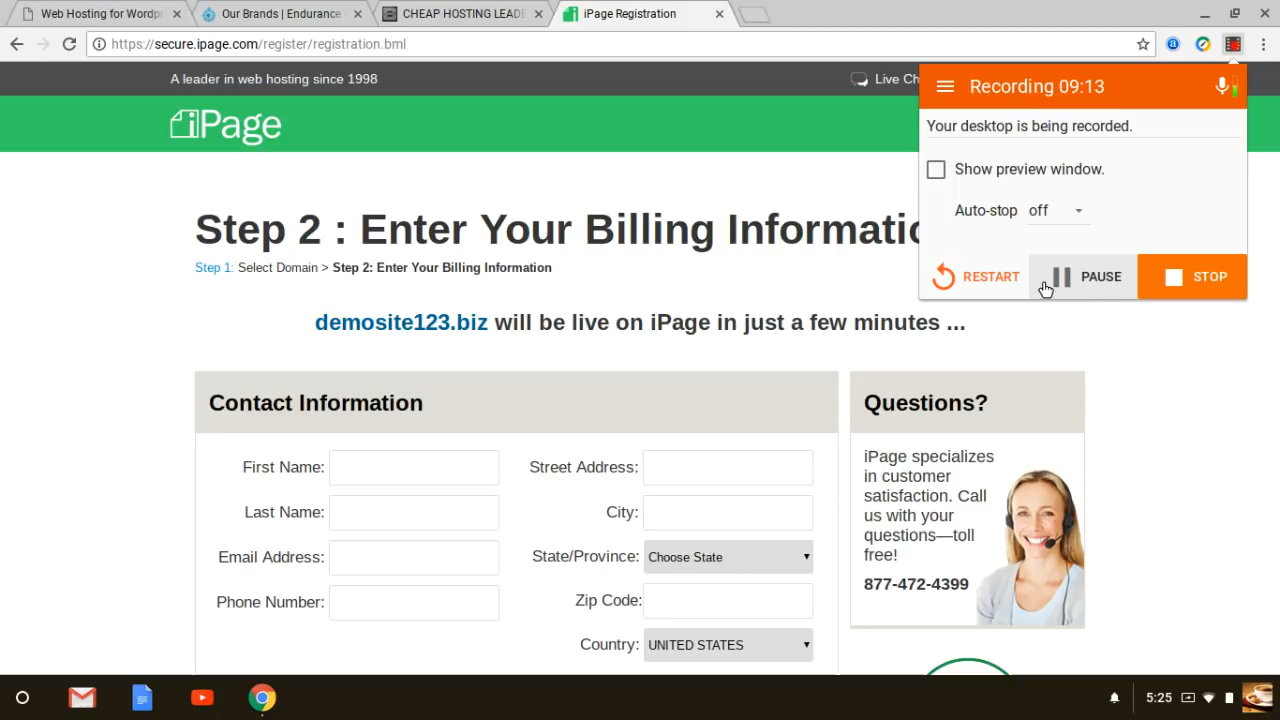 Web Hosting for Wordpr
Our Brands | Endurance
CHEAP HOSTING LEADE
iPage Registration
https://secure.ipage.com/register/registration.bml
A leader in web hosting since 1998
Live Ch
iPage
Recording 09:13
Your desktop is being recorded.
Show preview window.
Auto-stop off
RESTART
PAUSE
STOP
Step 2 : Enter Your Billing Informatio
Step 1: Select Domain > Step 2: Enter Your Billing Information
demosite123.biz will be live on iPage in just a few minutes ...
Contact Information
First Name:
Last Name:
Email Address:
Phone Number:
Street Address:
City:
State/Province: Choose State
Zip Code:
Country: UNITED STATES
Questions?
iPage specializes
in customer
satisfaction. Call
us with your
questions—toll
free!
877-472-4399
5:25